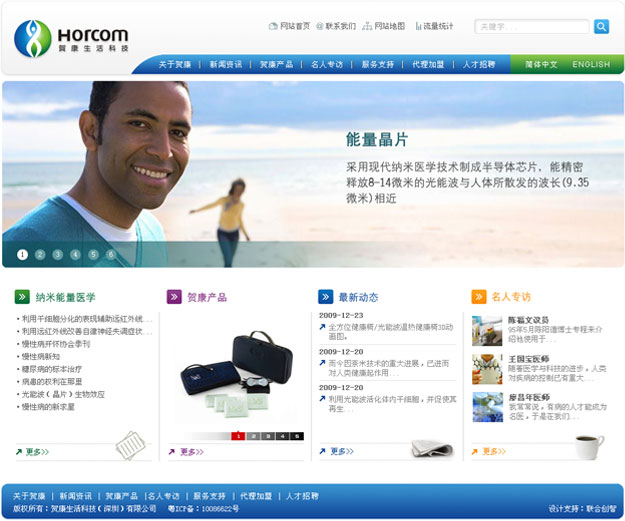 Horcom
贺康生活科技
网站首页 @联系我们 网站地图 流量统计
关键字...
关于贺康 | 新闻资讯 | 贺康产品 | 名人专访 | 服务支持 | 代理加盟 | 人才招聘
简体中文 ENGLISH
能量晶片
采用现代纳米医学技术制成半导体芯片，能精密
释放8-14微米的光能波与人体所散发的波长(9.35
微米)相近
1 2 3 4 5 6
纳米能量医学
• 利用干细胞分化的表现辅助远红外线...
• 利用远红外线改善自律神经失调症状...
• 慢性病并怀协会季刊
• 慢性病新知
• 糖尿病的标本治疗
• 病患的权利在那里
• 光能波（晶片）生物效应
• 慢性病的新求星
更多>>
贺康产品
1 2 3 4 5
更多>>
最新动态
2009-12-23
全方位健康椅/光能波温热健康椅3D动
画图。
2009-12-20
而今因奈米技术的重大进展，已进而
对人类健康起作用...
2009-12-20
利用光能波活化体内干细胞，并促使其
再生...
更多>>
名人专访
陈福文议员
95年5月陈阳德博士专程来介
绍他使用于...
王国宝医师
随著医学与科技的进步，人类
对疾病的控制已有重大...
廖昌年医师
我常常说，有病的人才能成为
名医，于是在我们...
更多>>
关于贺康 | 新闻资讯 | 贺康产品 |名人专访 | 服务支持 | 代理加盟 | 人才招聘
版权所有：贺康生活科技（深圳）有限公司 粤ICP备：10086622号
设计支持：联合创智